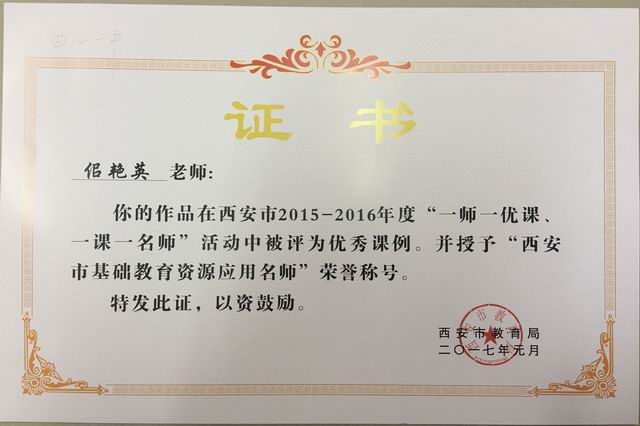 证 书
侣艳英 老师:
你的作品在西安市2015-2016年度“一师一优课、
一课一名师”活动中被评为优秀课例。并授予“西安
市基础教育资源应用名师”荣誉称号。
特发此证，以资鼓励。
西安市教育局
二〇一七年元月